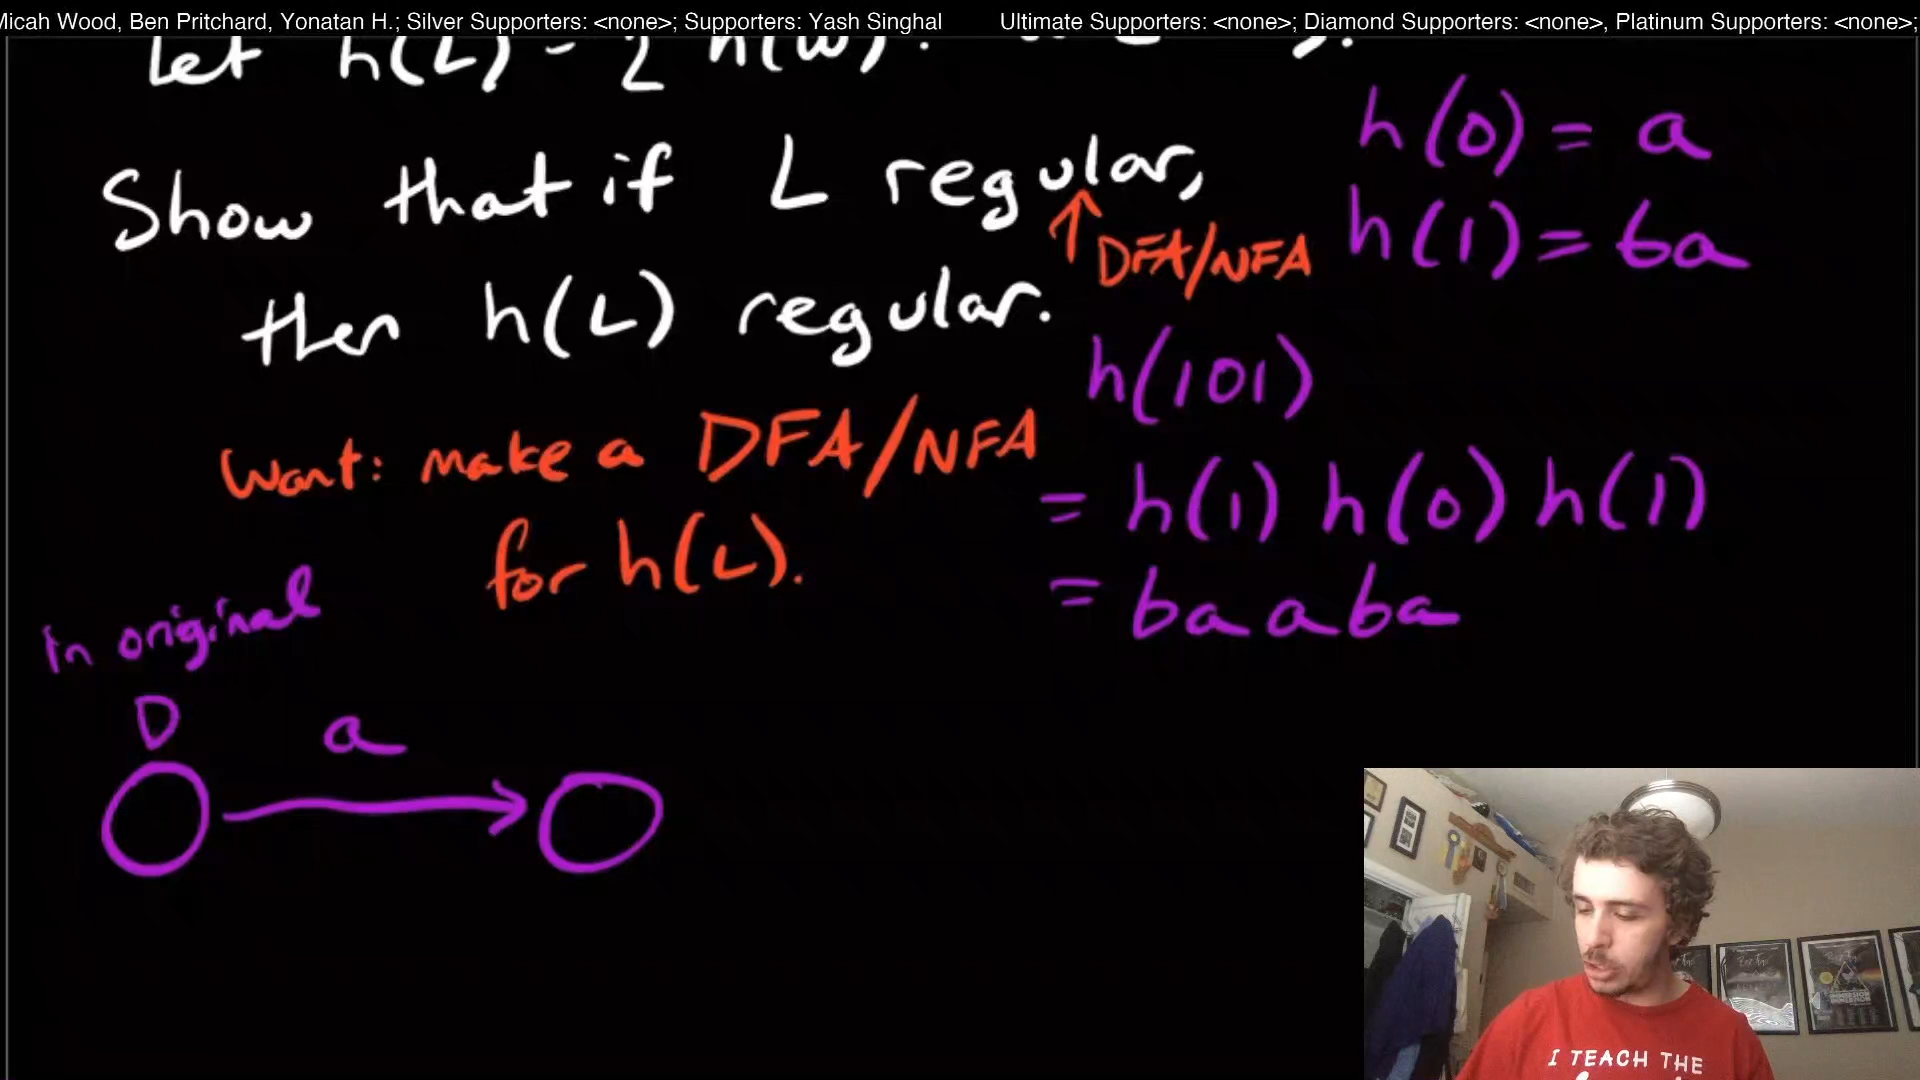 Micah Wood, Ben Pritchard, Yonatan H.; Silver Supporters: <none>; Supporters: Yash Singhal Ultimate Supporters: <none>; Diamond Supporters: <none>, Platinum Supporters: <none>;
Let h(L) = { h(w) :
Show that if L regular,
DFA/NFA
then h(L) regular.
Want: make a DFA/NFA
for h(L).
h(0) = a
h(1) = ba
h(101)
= h(1) h(0) h(1)
= ba a ba
In original
D
a
I TEACH THE